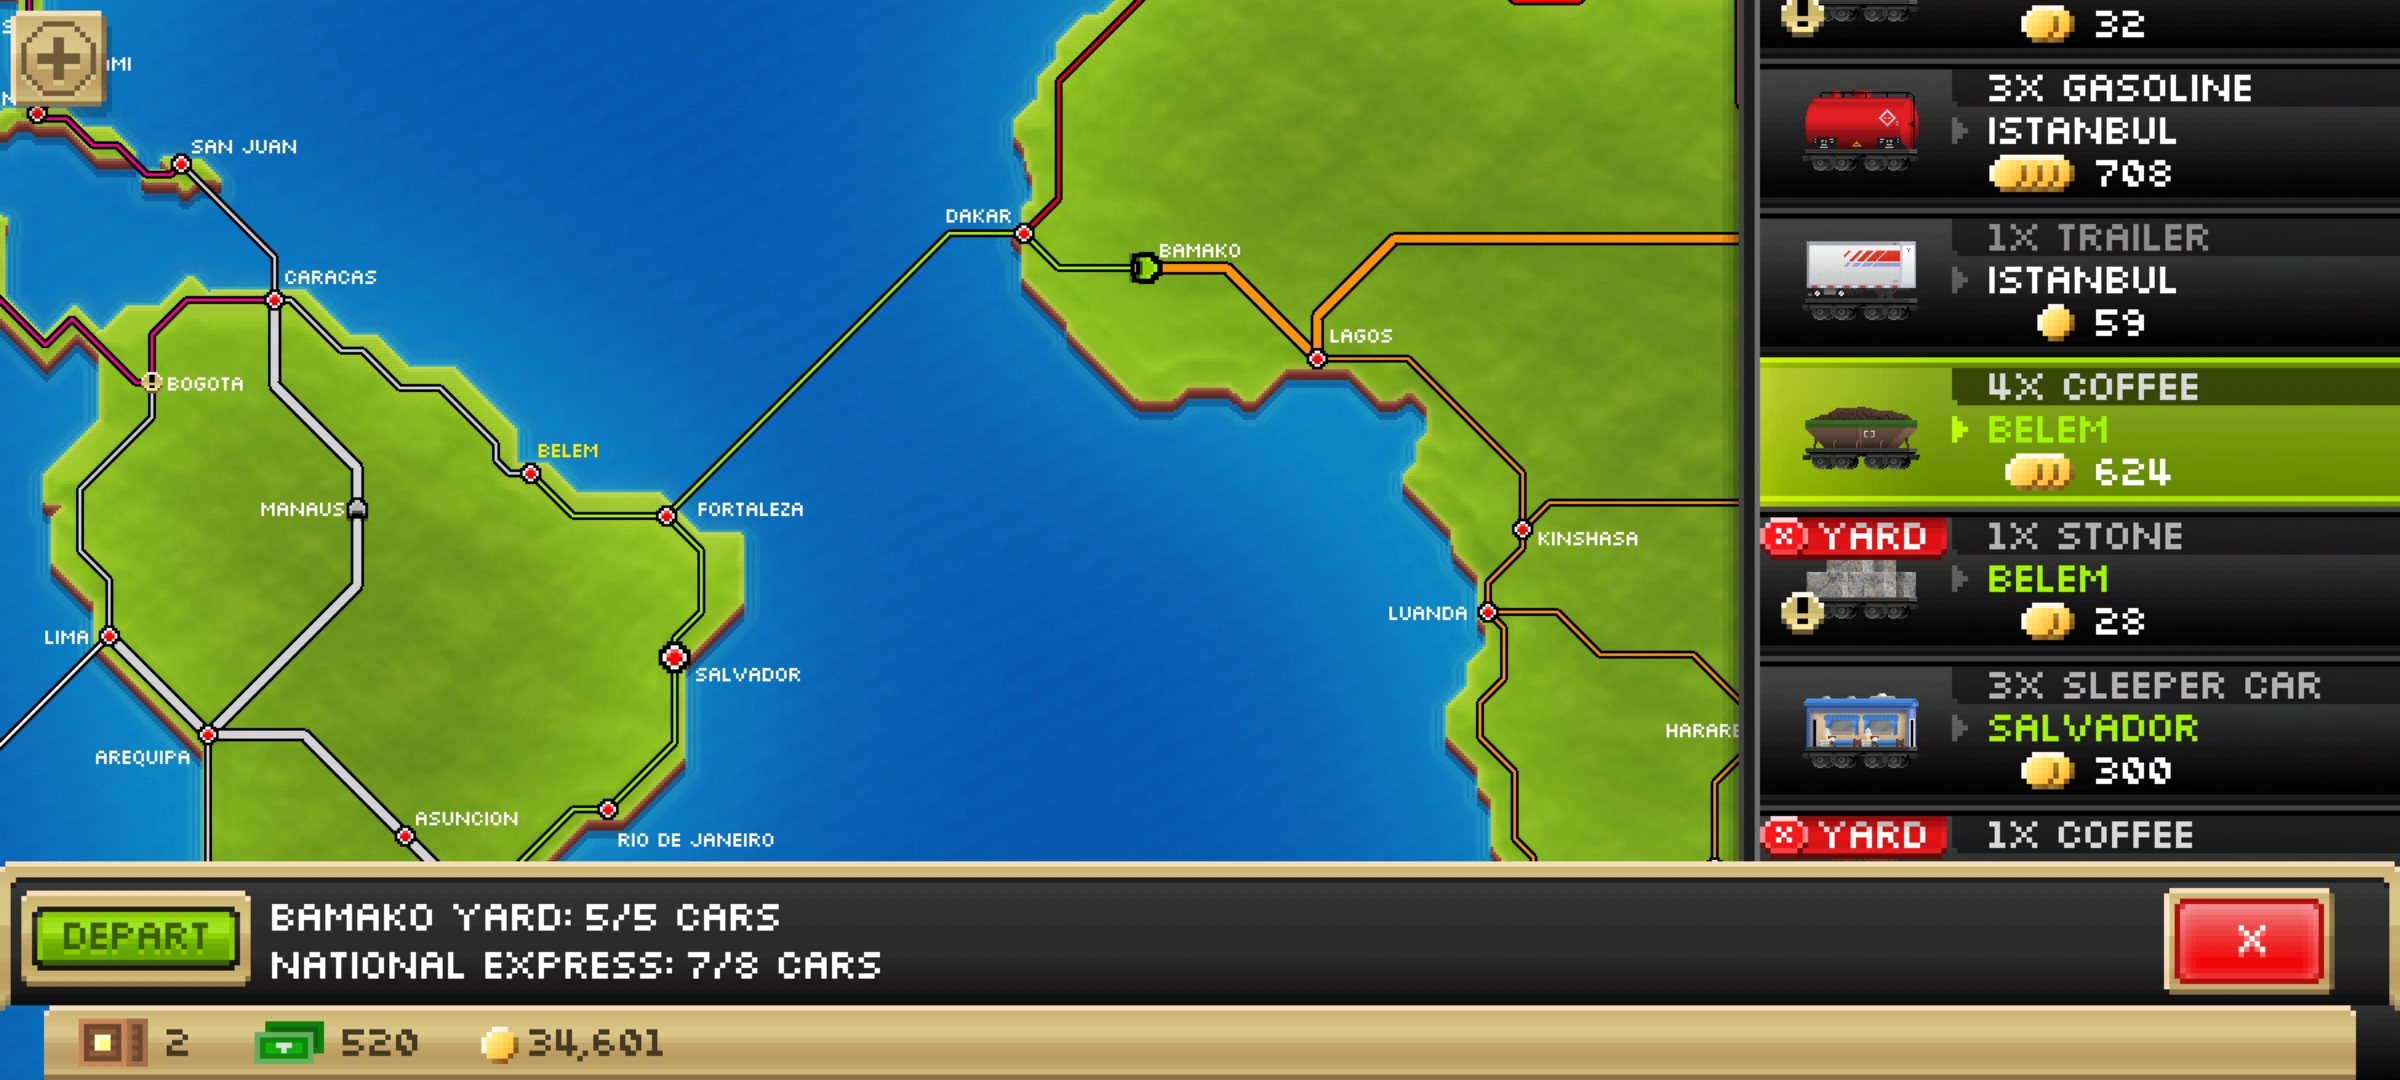 MI
SAN JUAN
CARACAS
BOGOTA
BELEM
MANAUS
FORTALEZA
LIMA
SALVADOR
AREQUIPA
ASUNCION
RIO DE JANEIRO
DAKAR
BAMAKO
LAGOS
KINSHASA
LUANDA
HARARE
32
3X GASOLINE
ISTANBUL
708
1X TRAILER
ISTANBUL
59
4X COFFEE
BELEM
624
YARD 1X STONE
BELEM
28
3X SLEEPER CAR
SALVADOR
300
YARD 1X COFFEE
DEPART
BAMAKO YARD: 5/5 CARS
NATIONAL EXPRESS: 7/8 CARS
X
2 520 34,601